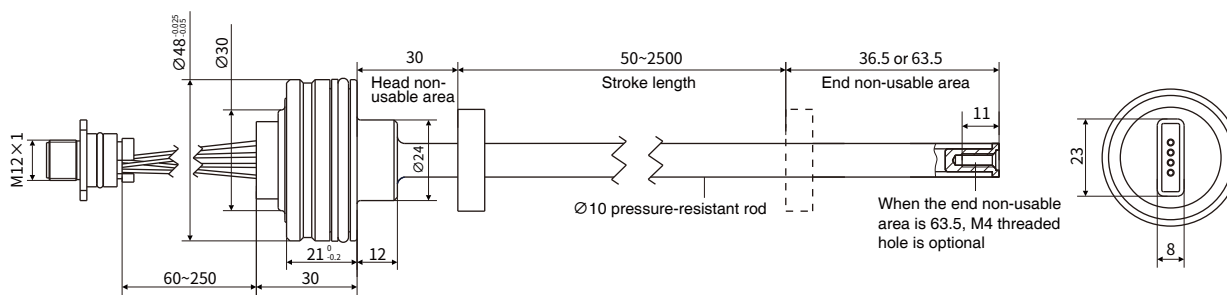 M12×1
Ø48 -0.025 -0.05
Ø30
30
Head non-
usable area
50~2500
Stroke length
36.5 or 63.5
End non-usable area
11
Ø24
Ø10 pressure-resistant rod
When the end non-usable
area is 63.5, M4 threaded
hole is optional
23
8
21 0 -0.2
12
60~250
30